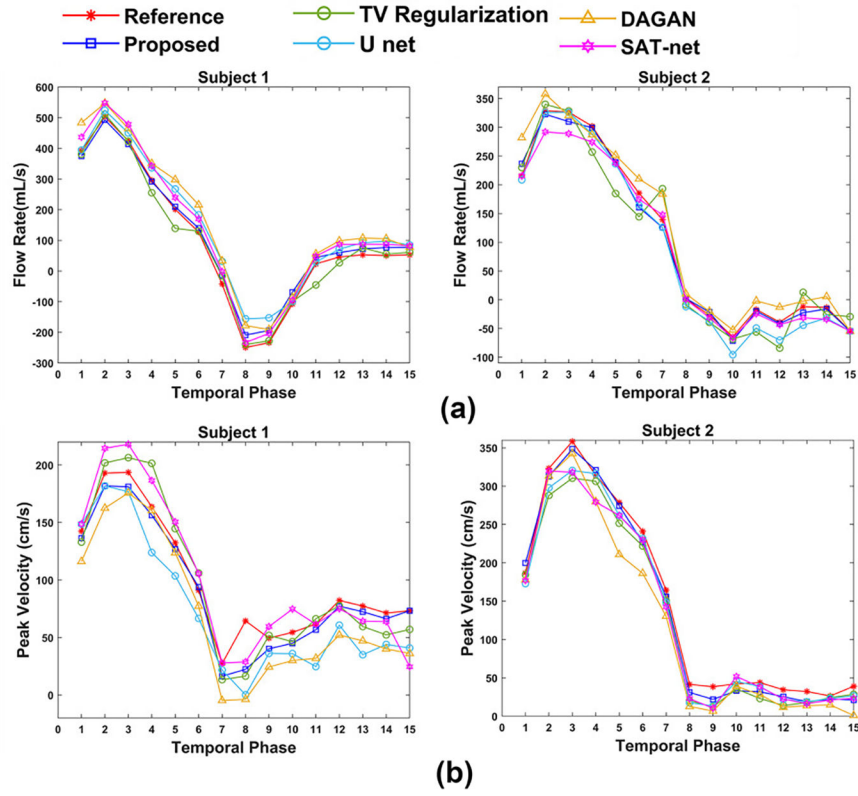 Reference TV Regularization DAGAN
Proposed U net SAT-net
Subject 1
600
500
400
300
200
100
0
-100
-200
-300
Flow Rate(mL/s)
0 1 2 3 4 5 6 7 8 9 10 11 12 13 14 15
Temporal Phase
Subject 2
350
300
250
200
150
100
50
0
-50
-100
Flow Rate(mL/s)
0 1 2 3 4 5 6 7 8 9 10 11 12 13 14 15
Temporal Phase
(a)
Subject 1
200
150
100
50
0
Peak Velocity (cm/s)
0 1 2 3 4 5 6 7 8 9 10 11 12 13 14 15
Temporal Phase
Subject 2
350
300
250
200
150
100
50
0
Peak Velocity (cm/s)
0 1 2 3 4 5 6 7 8 9 10 11 12 13 14 15
Temporal Phase
(b)